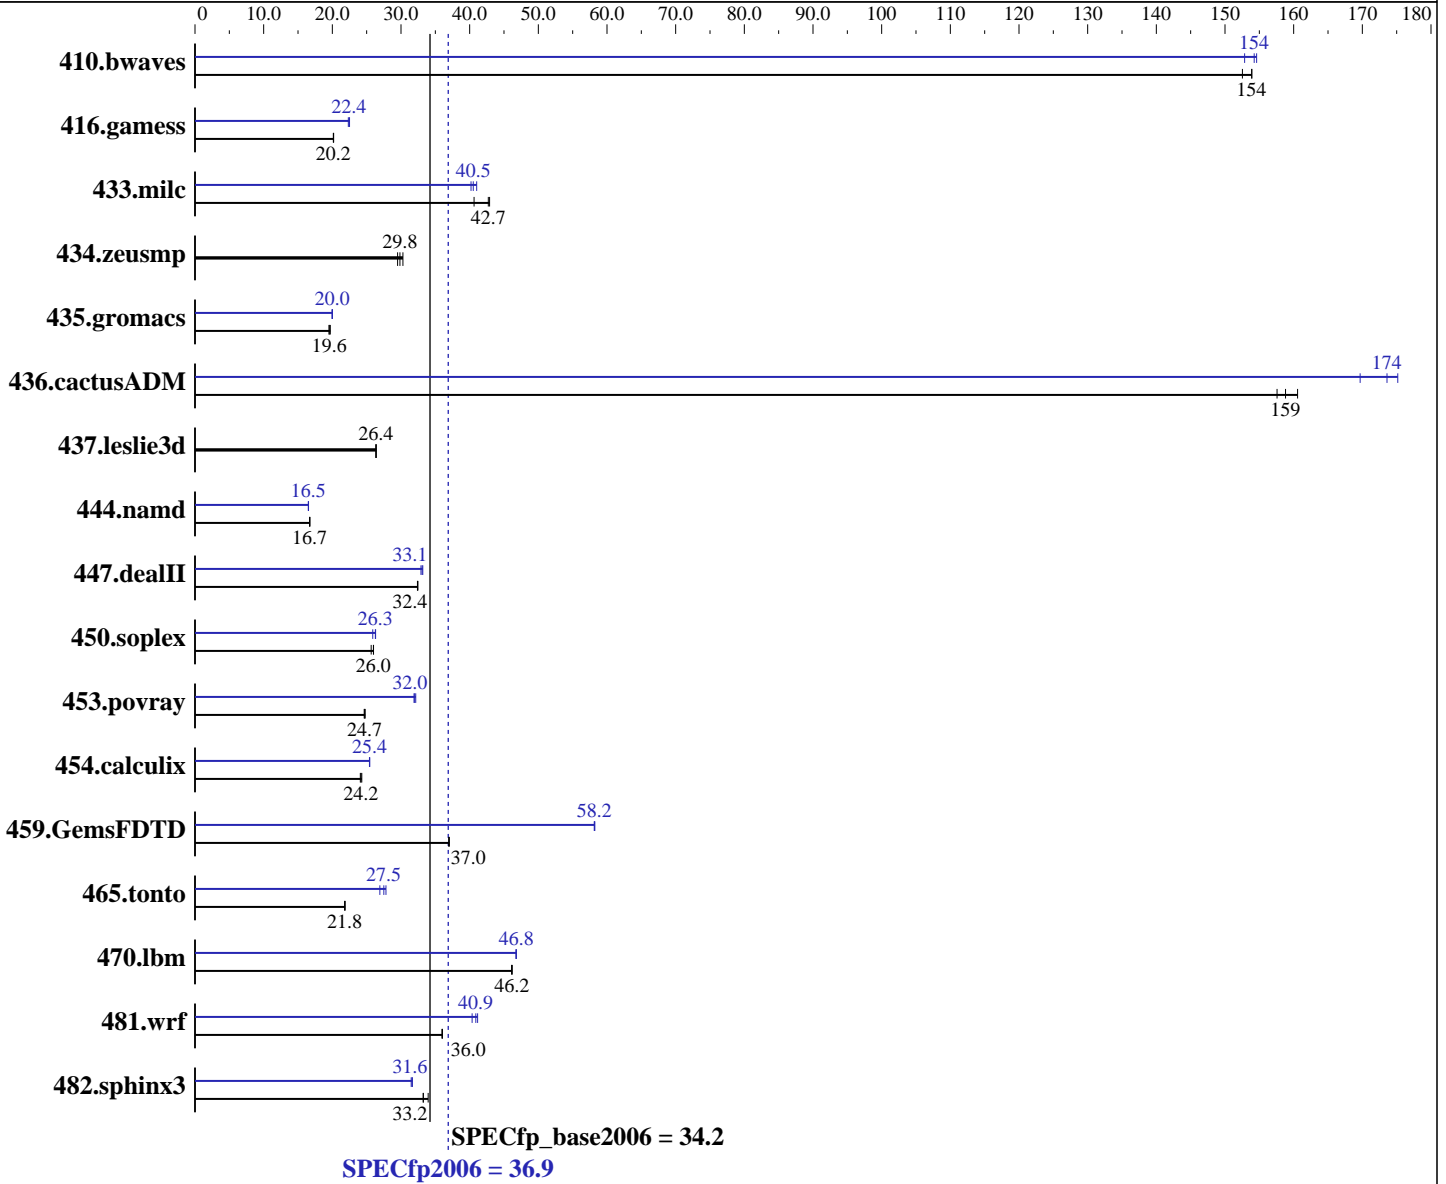 0 10.0 20.0 30.0 40.0 50.0 60.0 70.0 80.0 90.0 100 110 120 130 140 150 160 170 180
410.bwaves 154
154
416.gamess 22.4
20.2
433.milc 40.5
42.7
434.zeusmp 29.8
435.gromacs 20.0
19.6
436.cactusADM 174
159
437.leslie3d 26.4
444.namd 16.5
16.7
447.dealII 33.1
32.4
450.soplex 26.3
26.0
453.povray 32.0
24.7
454.calculix 25.4
24.2
459.GemsFDTD 58.2
37.0
465.tonto 27.5
21.8
470.lbm 46.8
46.2
481.wrf 40.9
36.0
482.sphinx3 31.6
33.2
SPECfp_base2006 = 34.2
SPECfp2006 = 36.9